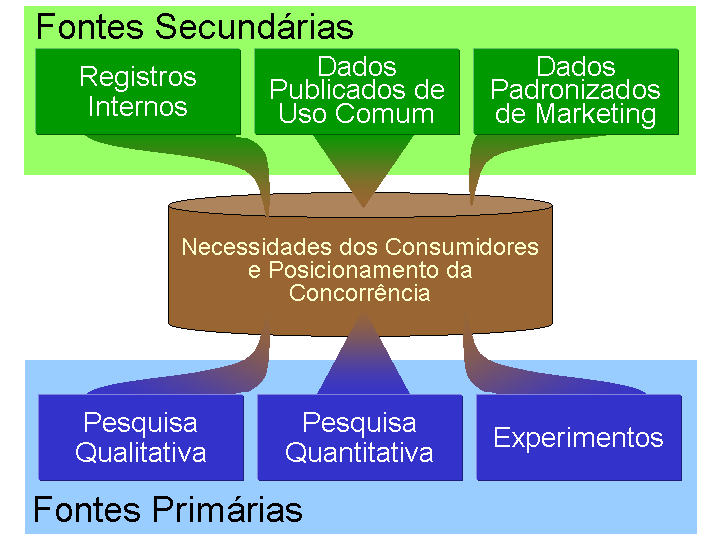 Fontes Secundárias
Registros
Internos
Dados
Publicados de
Uso Comum
Dados
Padronizados
de Marketing
Necessidades dos Consumidores
e Posicionamento da
Concorrência
Pesquisa
Qualitativa
Pesquisa
Quantitativa
Experimentos
Fontes Primárias